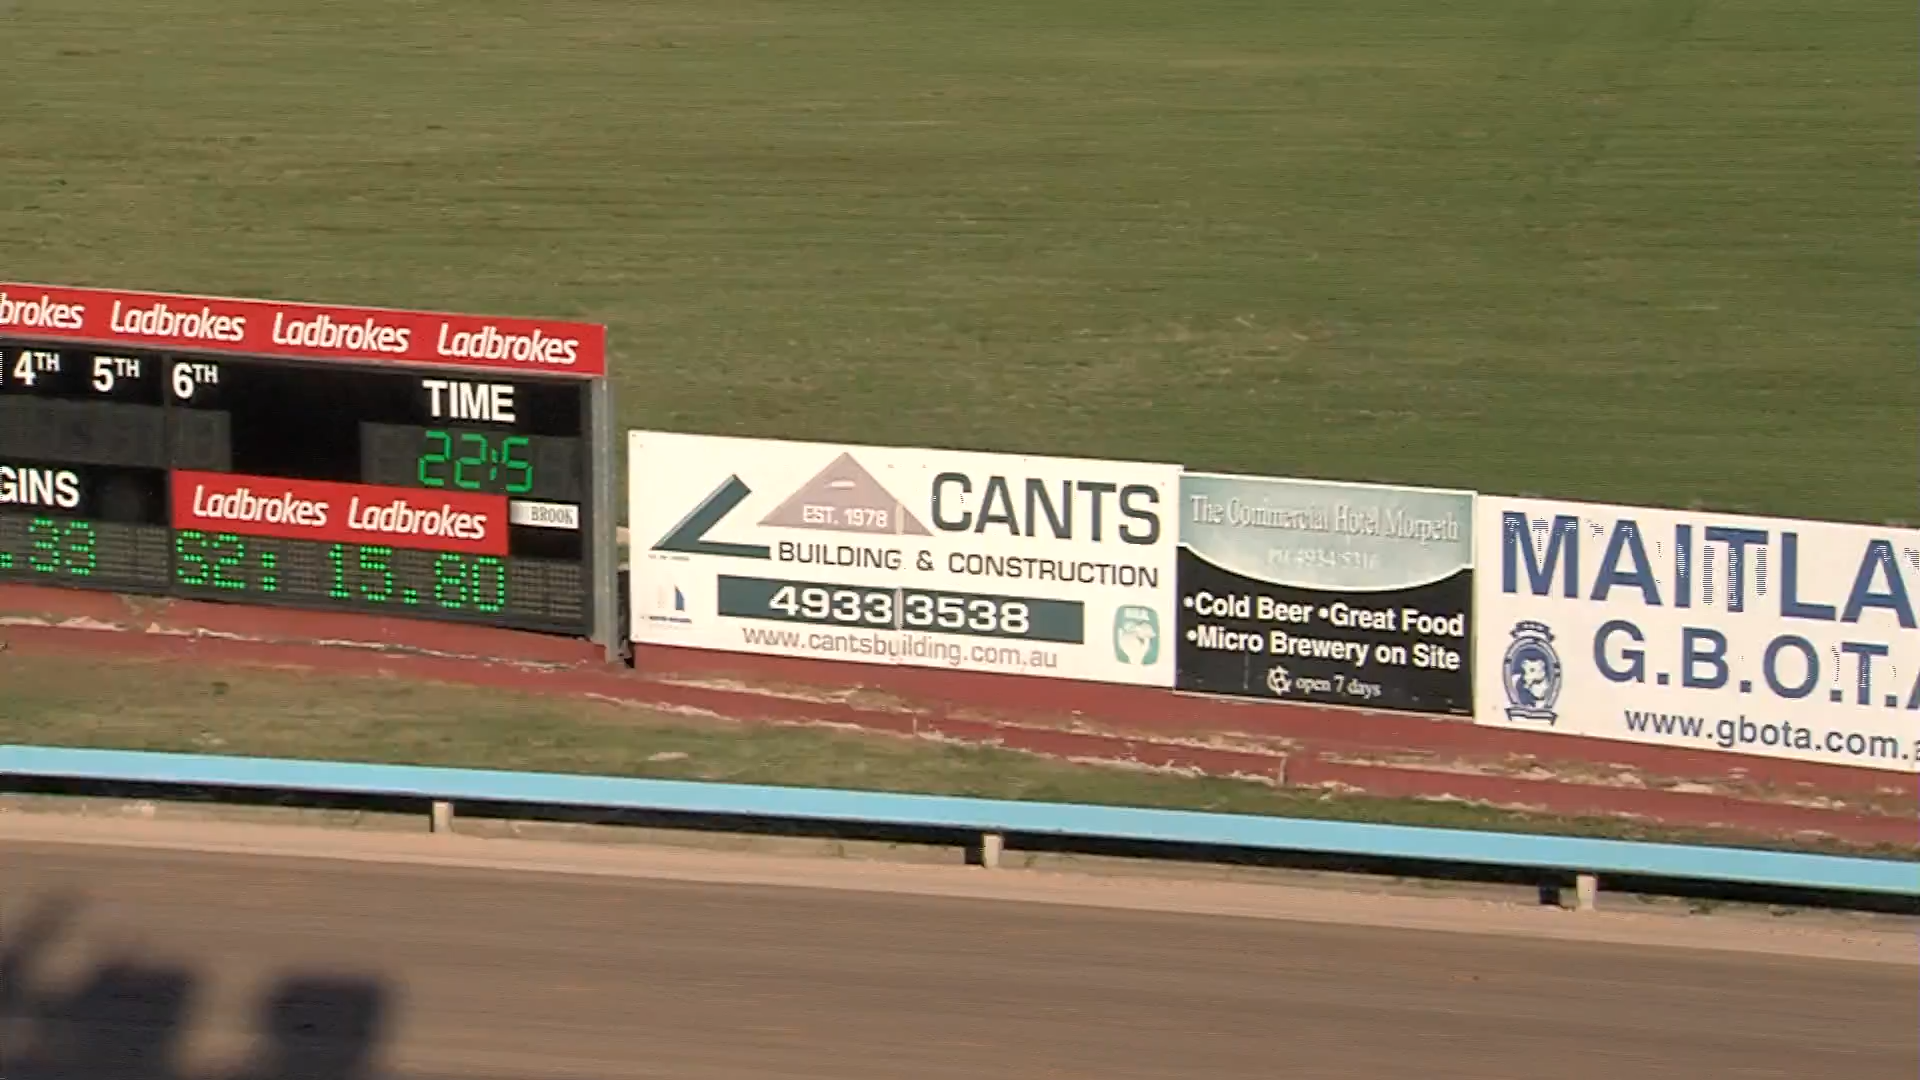 brokes Ladbrokes Ladbrokes Ladbrokes
4TH 5TH 6TH
TIME
22:5
GINS
Ladbrokes Ladbrokes
BROOK
.33
S2: 15.80
EST. 1978
CANTS
BUILDING & CONSTRUCTION
4933 3538
www.cantsbuilding.com.au
The Commercial Hotel Morpeth
•Cold Beer •Great Food
•Micro Brewery on Site
open 7 days
MAITLA
G.B.O.T.A
www.gbota.com.a